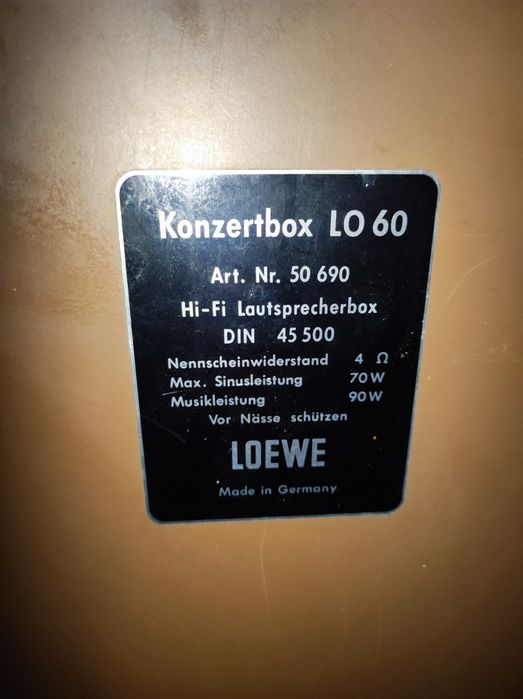 Konzertbox LO 60
Art. Nr. 50 690
Hi-Fi Lautsprecherbox
DIN 45 500
Nennscheinwiderstand 4 Ω
Max. Sinusleistung 70 W
Musikleistung 90 W
Vor Nässe schützen
LOEWE
Made in Germany